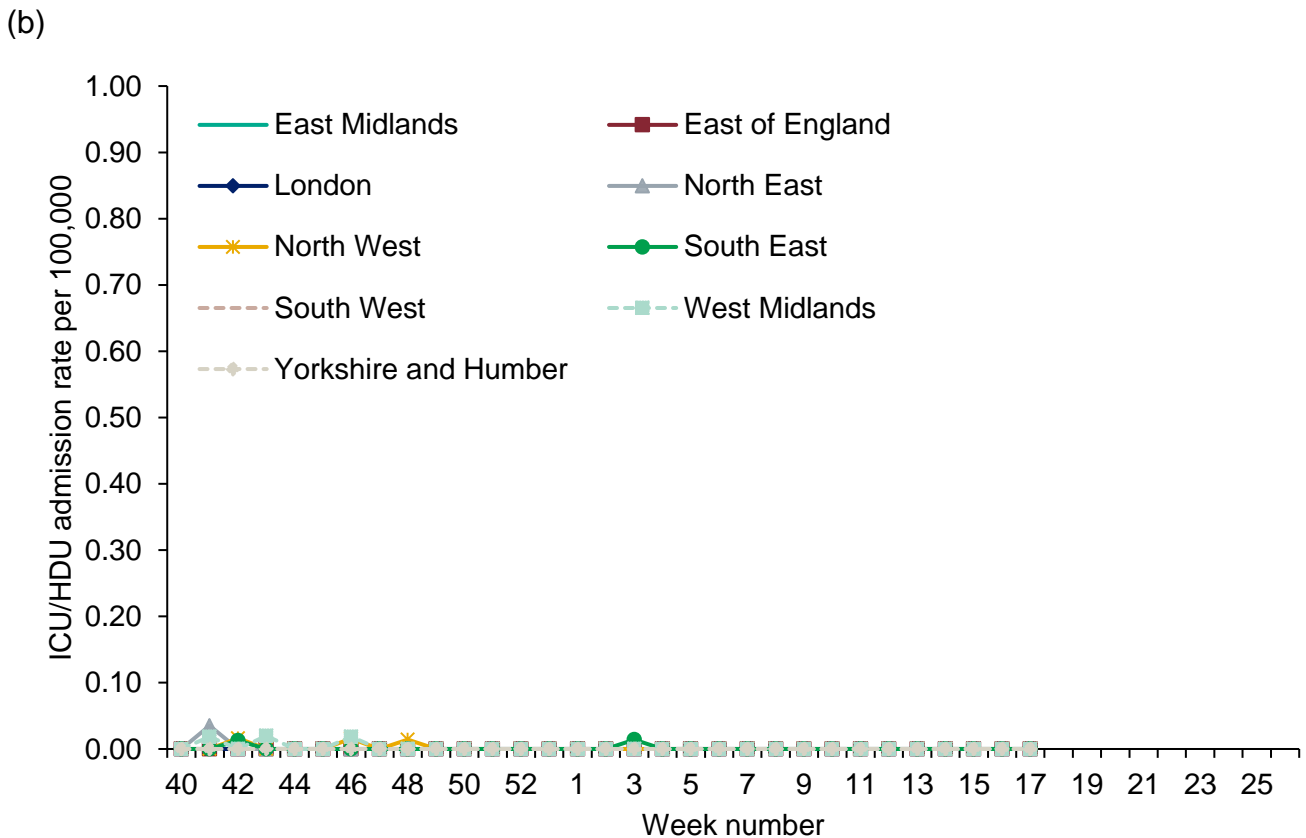 (b)
ICU/HDU admission rate per 100,000
1.00
0.90
0.80
0.70
0.60
0.50
0.40
0.30
0.20
0.10
0.00
East Midlands
East of England
London
North East
North West
South East
South West
West Midlands
Yorkshire and Humber
40 42 44 46 48 50 52 1 3 5 7 9 11 13 15 17 19 21 23 25
Week number